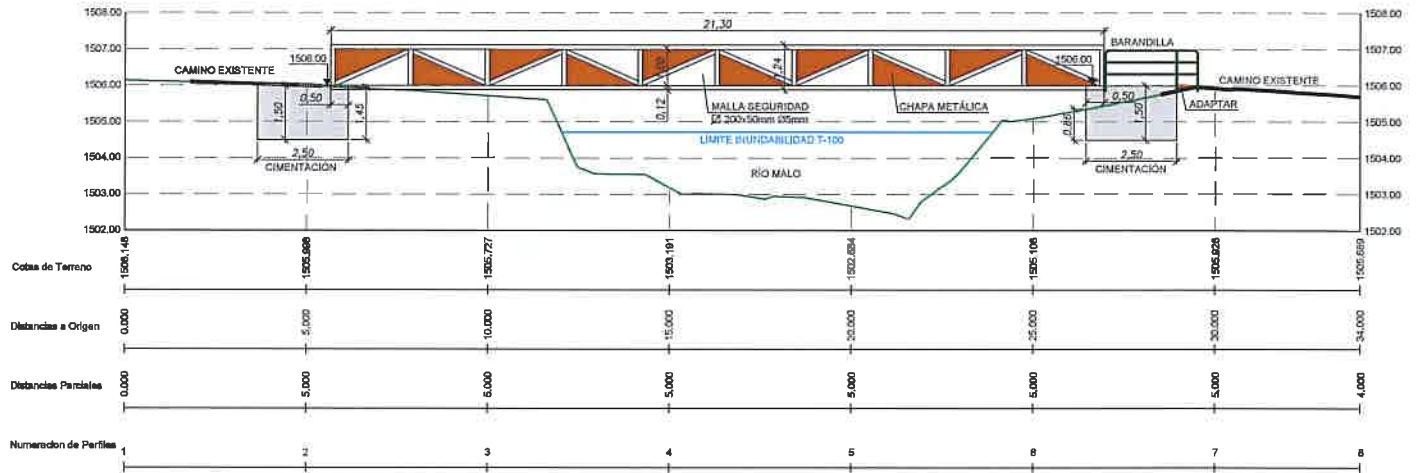 1508.00
1507.00
1506.00
1505.00
1504.00
1503.00
1502.00
21,30
1508.00
1507.00
1506.00
1505.00
1504.00
1503.00
1502.00
BARANDILLA
1506.00
1506.00
CAMINO EXISTENTE
CAMINO EXISTENTE
0,50
1,50
1,45
2,50
CIMENTACIÓN
1,00
1,24
0,12
MALLA SEGURIDAD
200x50mm Ø5mm
CHAPA METÁLICA
LÍMITE INUNDABILIDAD T-100
RÍO MALO
0,50
ADAPTAR
0,86
1,50
2,50
CIMENTACIÓN
Cotas de Terreno 1506.148 1505.998 1505.727 1503.191 1502.684 1505.106 1505.928 1505.689
Distancias a Origen 0.000 5.000 10.000 15.000 20.000 25.000 30.000 34.000
Distancias Parciales 0.000 5.000 5.000 5.000 5.000 5.000 5.000 4.000
Numeracion de Perfiles 1 2 3 4 5 6 7 8